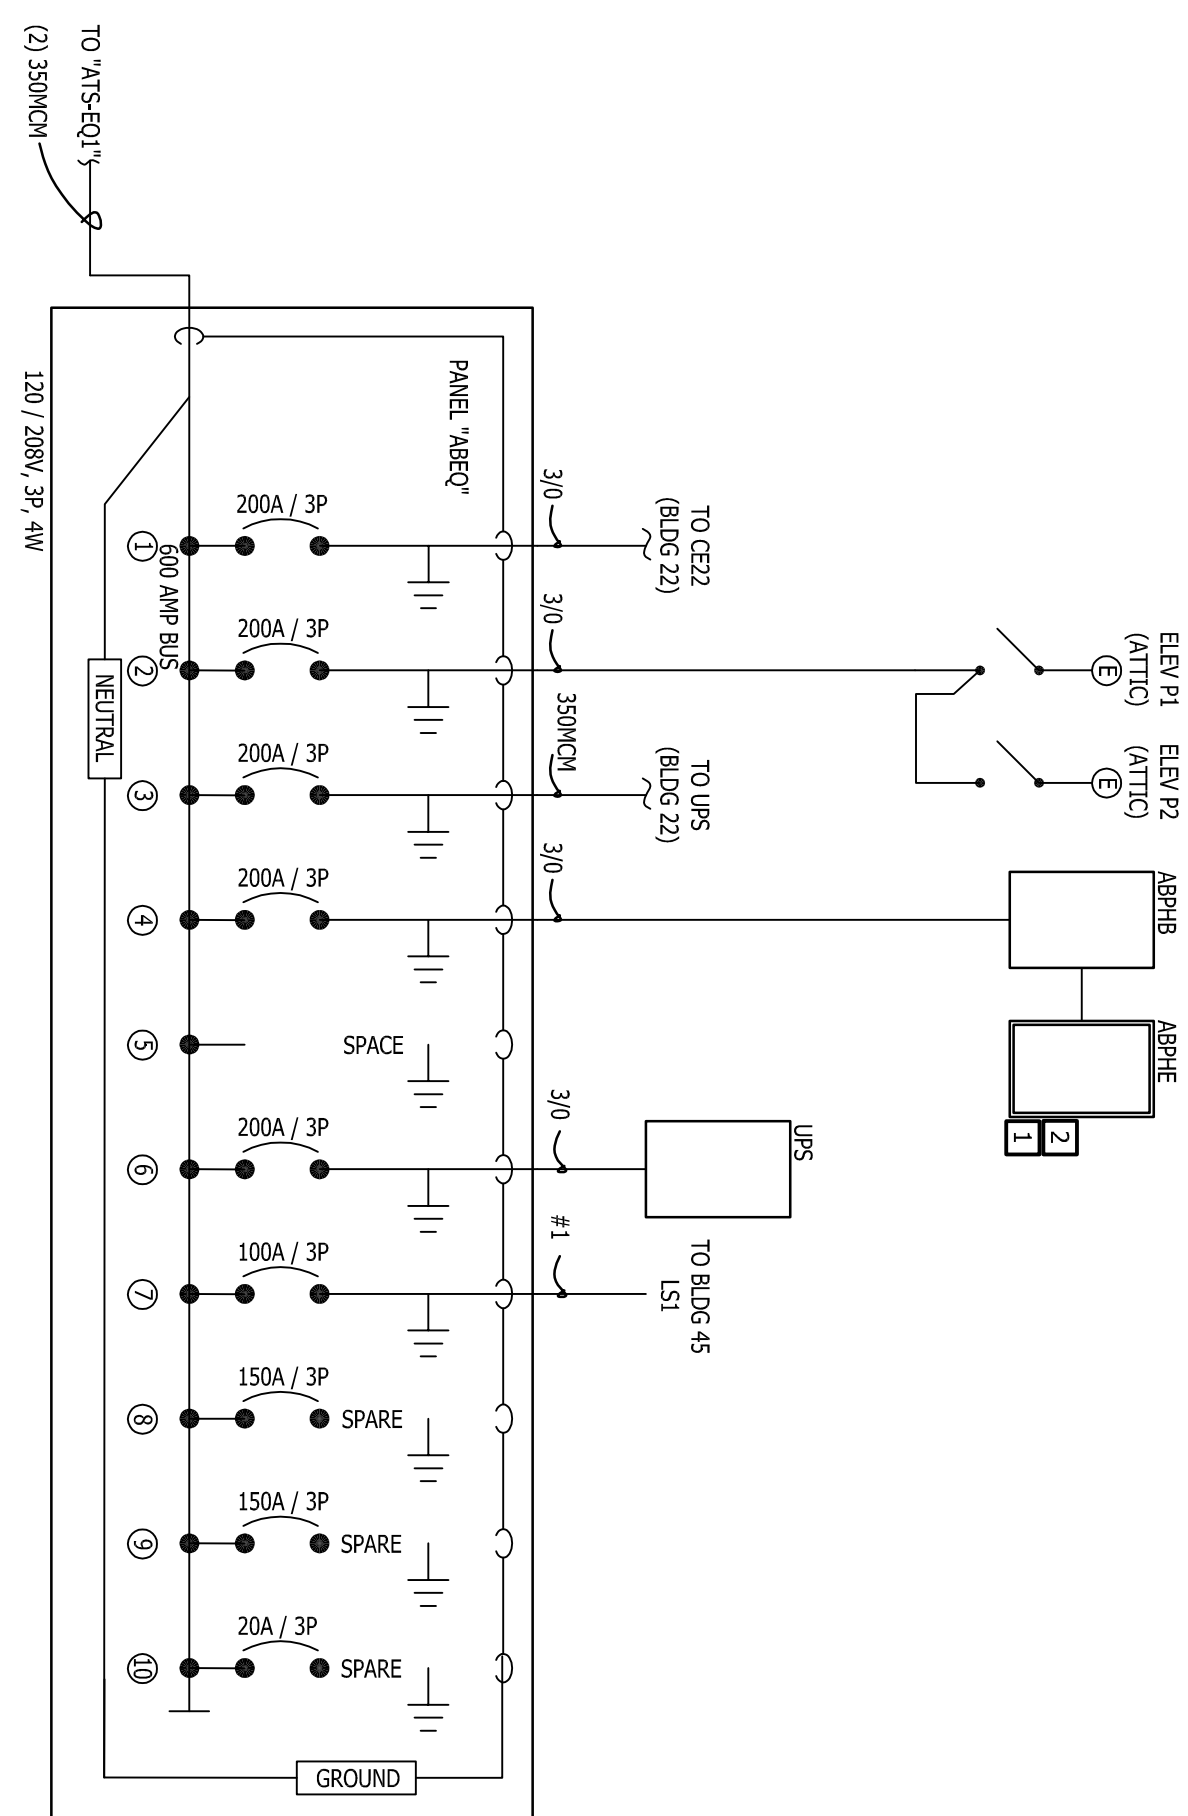 TO "ATS-EQ1"
(2) 350MCM
120 / 208V, 3P, 4W
PANEL "ABEQ"
600 AMP BUS
NEUTRAL
GROUND
1
200A / 3P
3/0
TO CE22
(BLDG 22)
2
200A / 3P
3/0
ELEV P1
(ATTIC)
E
ELEV P2
(ATTIC)
E
3
200A / 3P
350MCM
TO UPS
(BLDG 22)
4
200A / 3P
3/0
ABPHB
ABPHE
1
2
5
SPACE
6
200A / 3P
3/0
UPS
7
100A / 3P
#1
TO BLDG 45
LS1
8
150A / 3P
SPARE
9
150A / 3P
SPARE
10
20A / 3P
SPARE